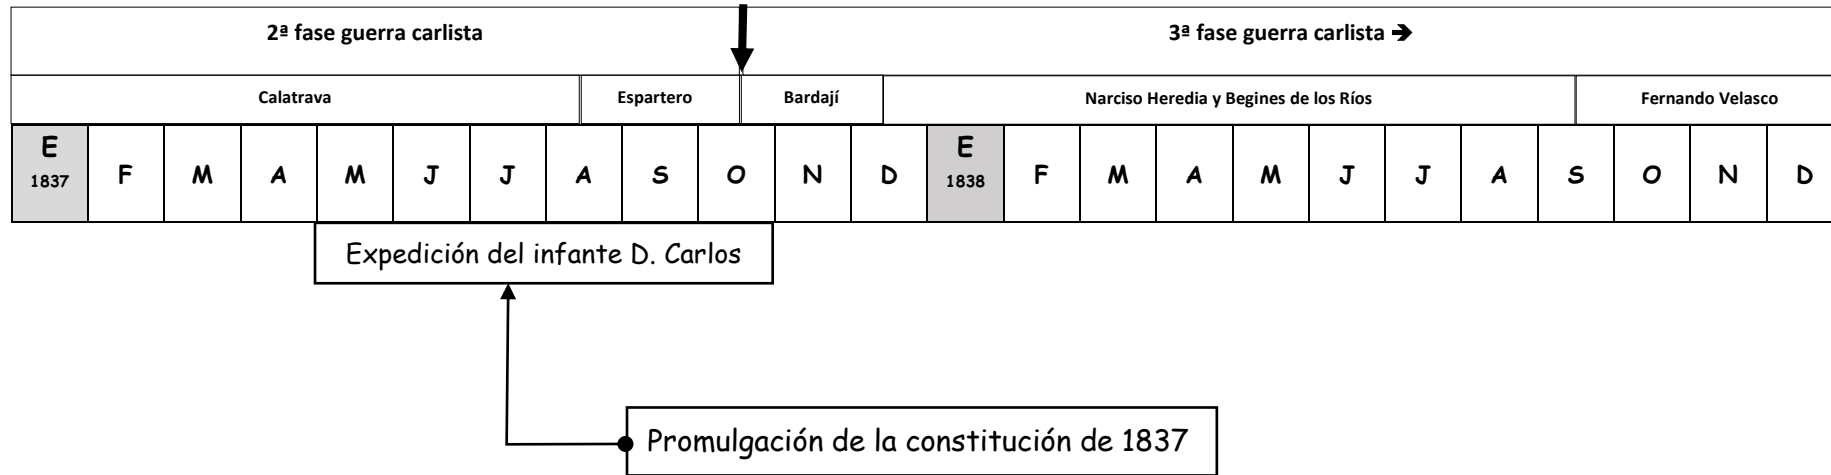 2ª fase guerra carlista 3ª fase guerra carlista ➔
Calatrava Espartero Bardají Narciso Heredia y Begines de los Ríos Fernando Velasco
E F M A M J J A S O N D E F M A M J J A S O N D
1837 1838
Expedición del infante D. Carlos
Promulgación de la constitución de 1837